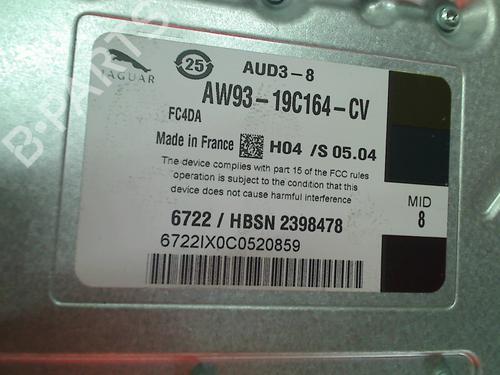 JAGUAR
25
AUD3-8
AW93-19C164-CV
FC4DA
Made in France H04 /S 05.04
The device complies with part 15 of the FCC rules
operation is subject to the condition that this
device does not cause harmful interference
MID
8
6722 / HBSN 2398478
6722IX0C0520859
B-PARTS